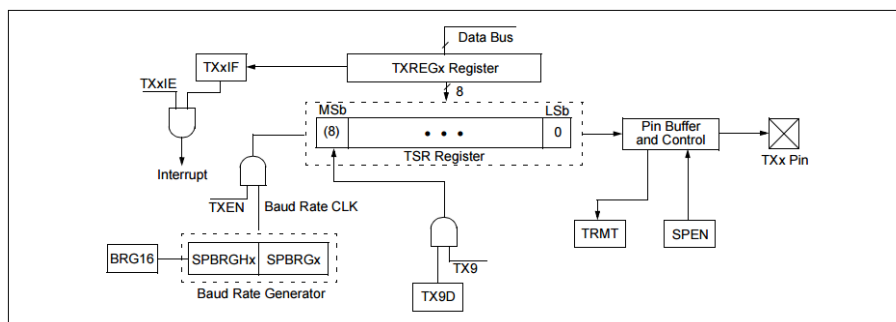 Data Bus
TXxIF
TXREGx Register
TXxIE
8
MSb
LSb
(8)
• • •
0
TSR Register
Pin Buffer
and Control
TXx Pin
Interrupt
TXEN
Baud Rate CLK
TRMT
SPEN
BRG16
SPBRGHx
SPBRGx
TX9
Baud Rate Generator
TX9D